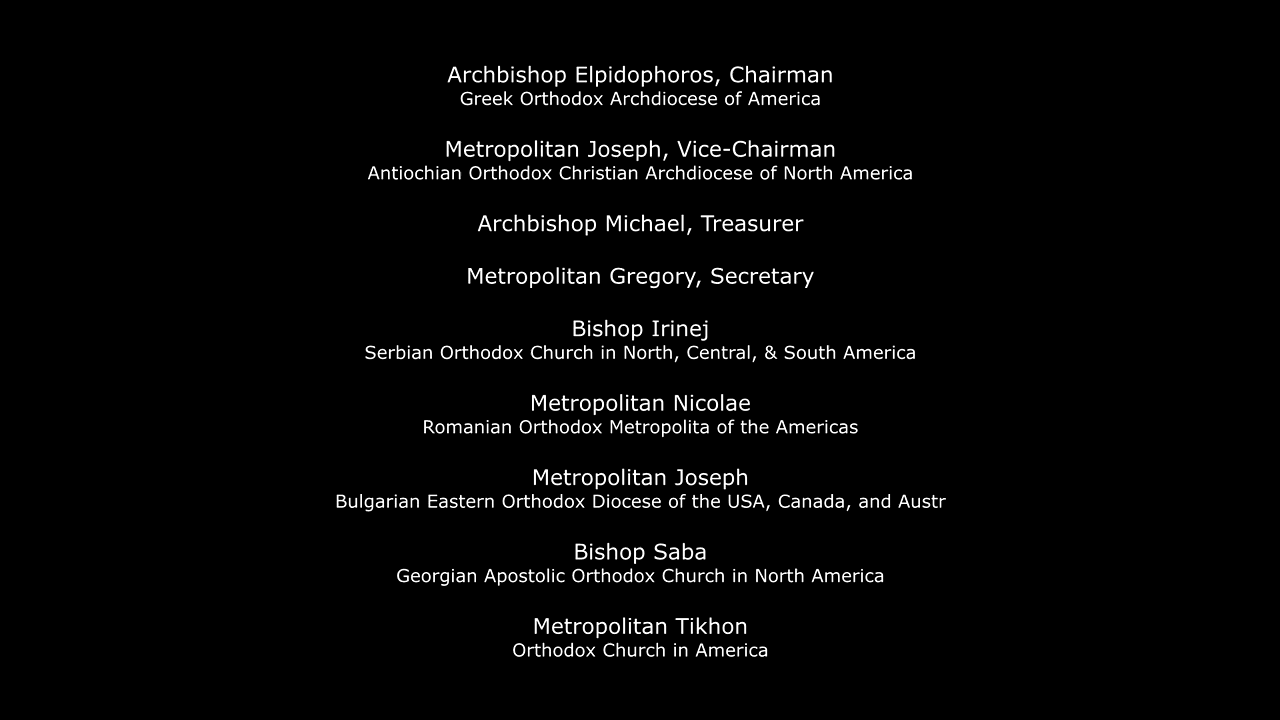 Archbishop Elpidophoros, Chairman
Greek Orthodox Archdiocese of America
Metropolitan Joseph, Vice-Chairman
Antiochian Orthodox Christian Archdiocese of North America
Archbishop Michael, Treasurer
Metropolitan Gregory, Secretary
Bishop Irinej
Serbian Orthodox Church in North, Central, & South America
Metropolitan Nicolae
Romanian Orthodox Metropolita of the Americas
Metropolitan Joseph
Bulgarian Eastern Orthodox Diocese of the USA, Canada, and Austr
Bishop Saba
Georgian Apostolic Orthodox Church in North America
Metropolitan Tikhon
Orthodox Church in America